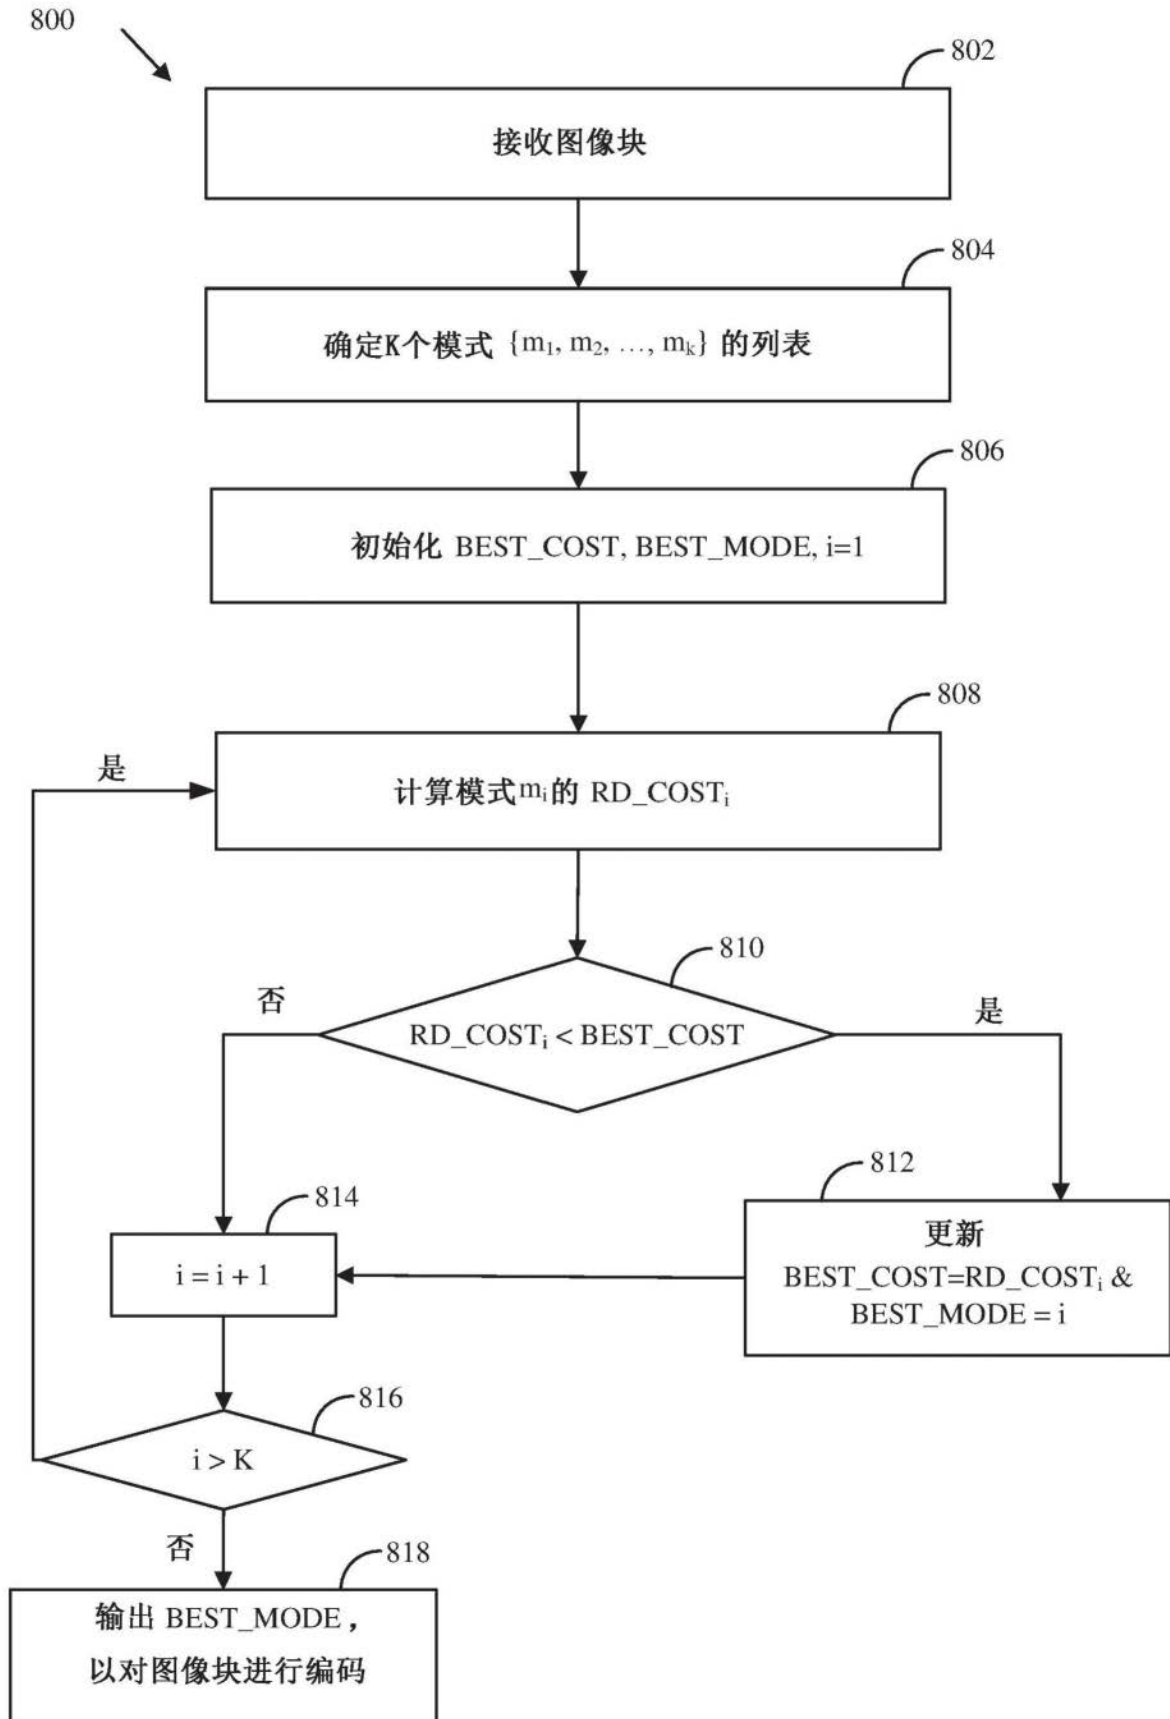 800
802
接收图像块
804
确定K个模式 {m₁, m₂, …, mₖ} 的列表
806
初始化 BEST_COST, BEST_MODE, i=1
808
是
计算模式mᵢ的 RD_COSTᵢ
810
否
是
RD_COSTᵢ < BEST_COST
812
814
更新
i = i + 1
BEST_COST=RD_COSTᵢ &
BEST_MODE = i
816
i > K
否
818
输出 BEST_MODE，
以对图像块进行编码